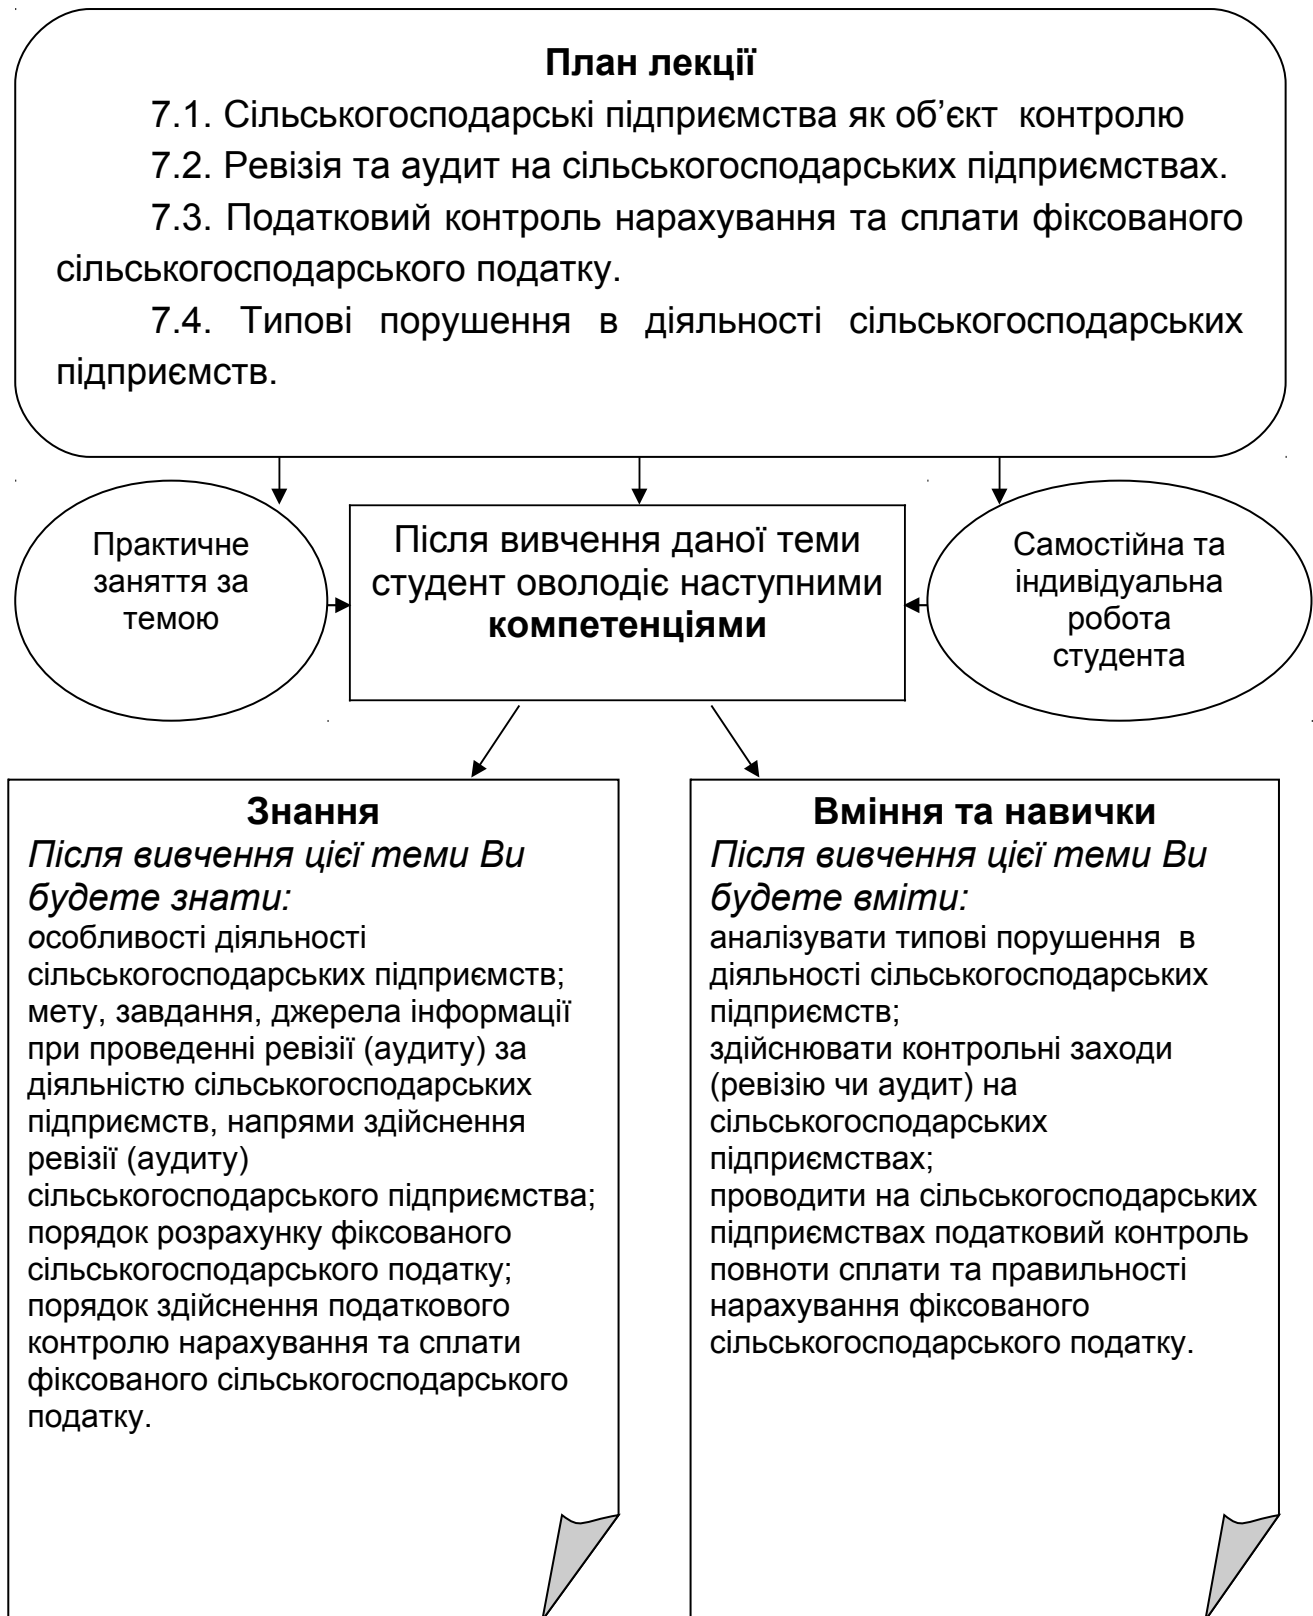 План лекції
7.1. Сільськогосподарські підприємства як об’єкт контролю
7.2. Ревізія та аудит на сільськогосподарських підприємствах.
7.3. Податковий контроль нарахування та сплати фіксованого
сільськогосподарського податку.
7.4. Типові порушення в діяльності сільськогосподарських
підприємств.
Практичне
заняття за
темою
Після вивчення даної теми
студент оволодіє наступними
компетенціями
Самостійна та
індивідуальна
робота
студента
Знання
Після вивчення цієї теми Ви
будете знати:
особливості діяльності
сільськогосподарських підприємств;
мету, завдання, джерела інформації
при проведенні ревізії (аудиту) за
діяльністю сільськогосподарських
підприємств, напрями здійснення
ревізії (аудиту)
сільськогосподарського підприємства;
порядок розрахунку фіксованого
сільськогосподарського податку;
порядок здійснення податкового
контролю нарахування та сплати
фіксованого сільськогосподарського
податку.
Вміння та навички
Після вивчення цієї теми Ви
будете вміти:
аналізувати типові порушення в
діяльності сільськогосподарських
підприємств;
здійснювати контрольні заходи
(ревізію чи аудит) на
сільськогосподарських
підприємствах;
проводити на сільськогосподарських
підприємствах податковий контроль
повноти сплати та правильності
нарахування фіксованого
сільськогосподарського податку.